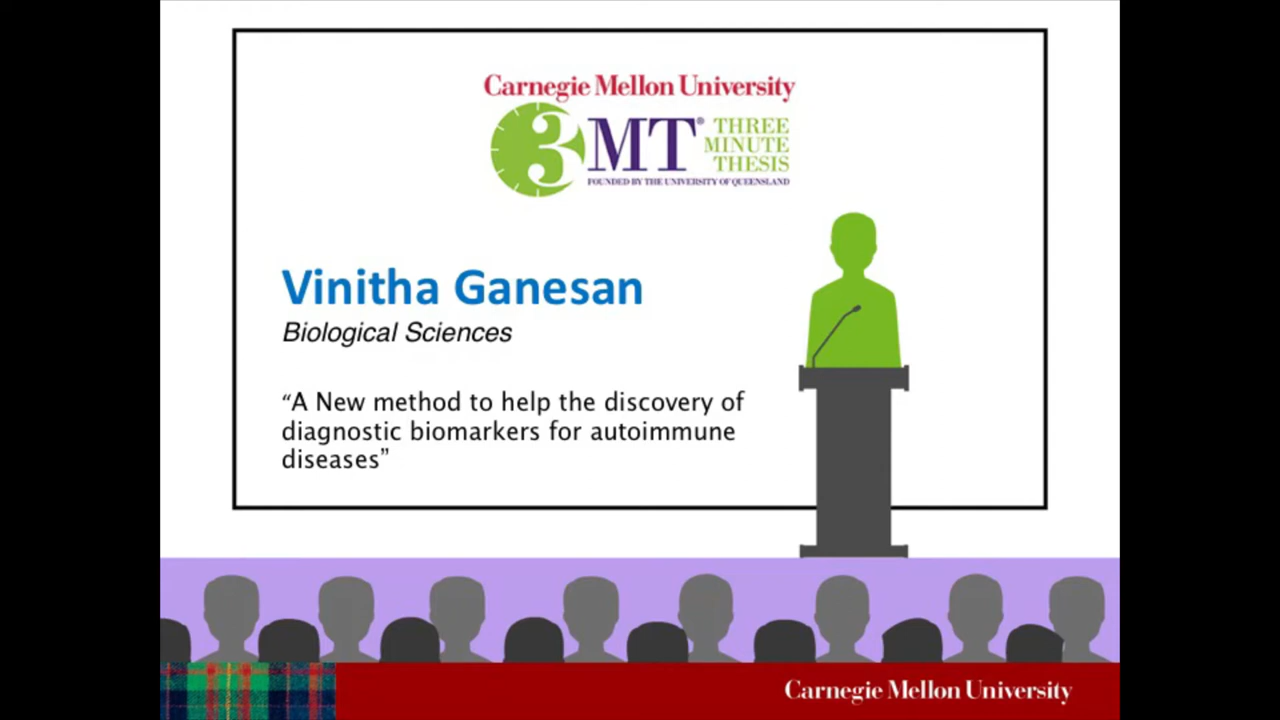 Carnegie Mellon University
3MT® THREE
MINUTE
THESIS
FOUNDED BY THE UNIVERSITY OF QUEENSLAND
Vinitha Ganesan
Biological Sciences
“A New method to help the discovery of
diagnostic biomarkers for autoimmune
diseases”
Carnegie Mellon University